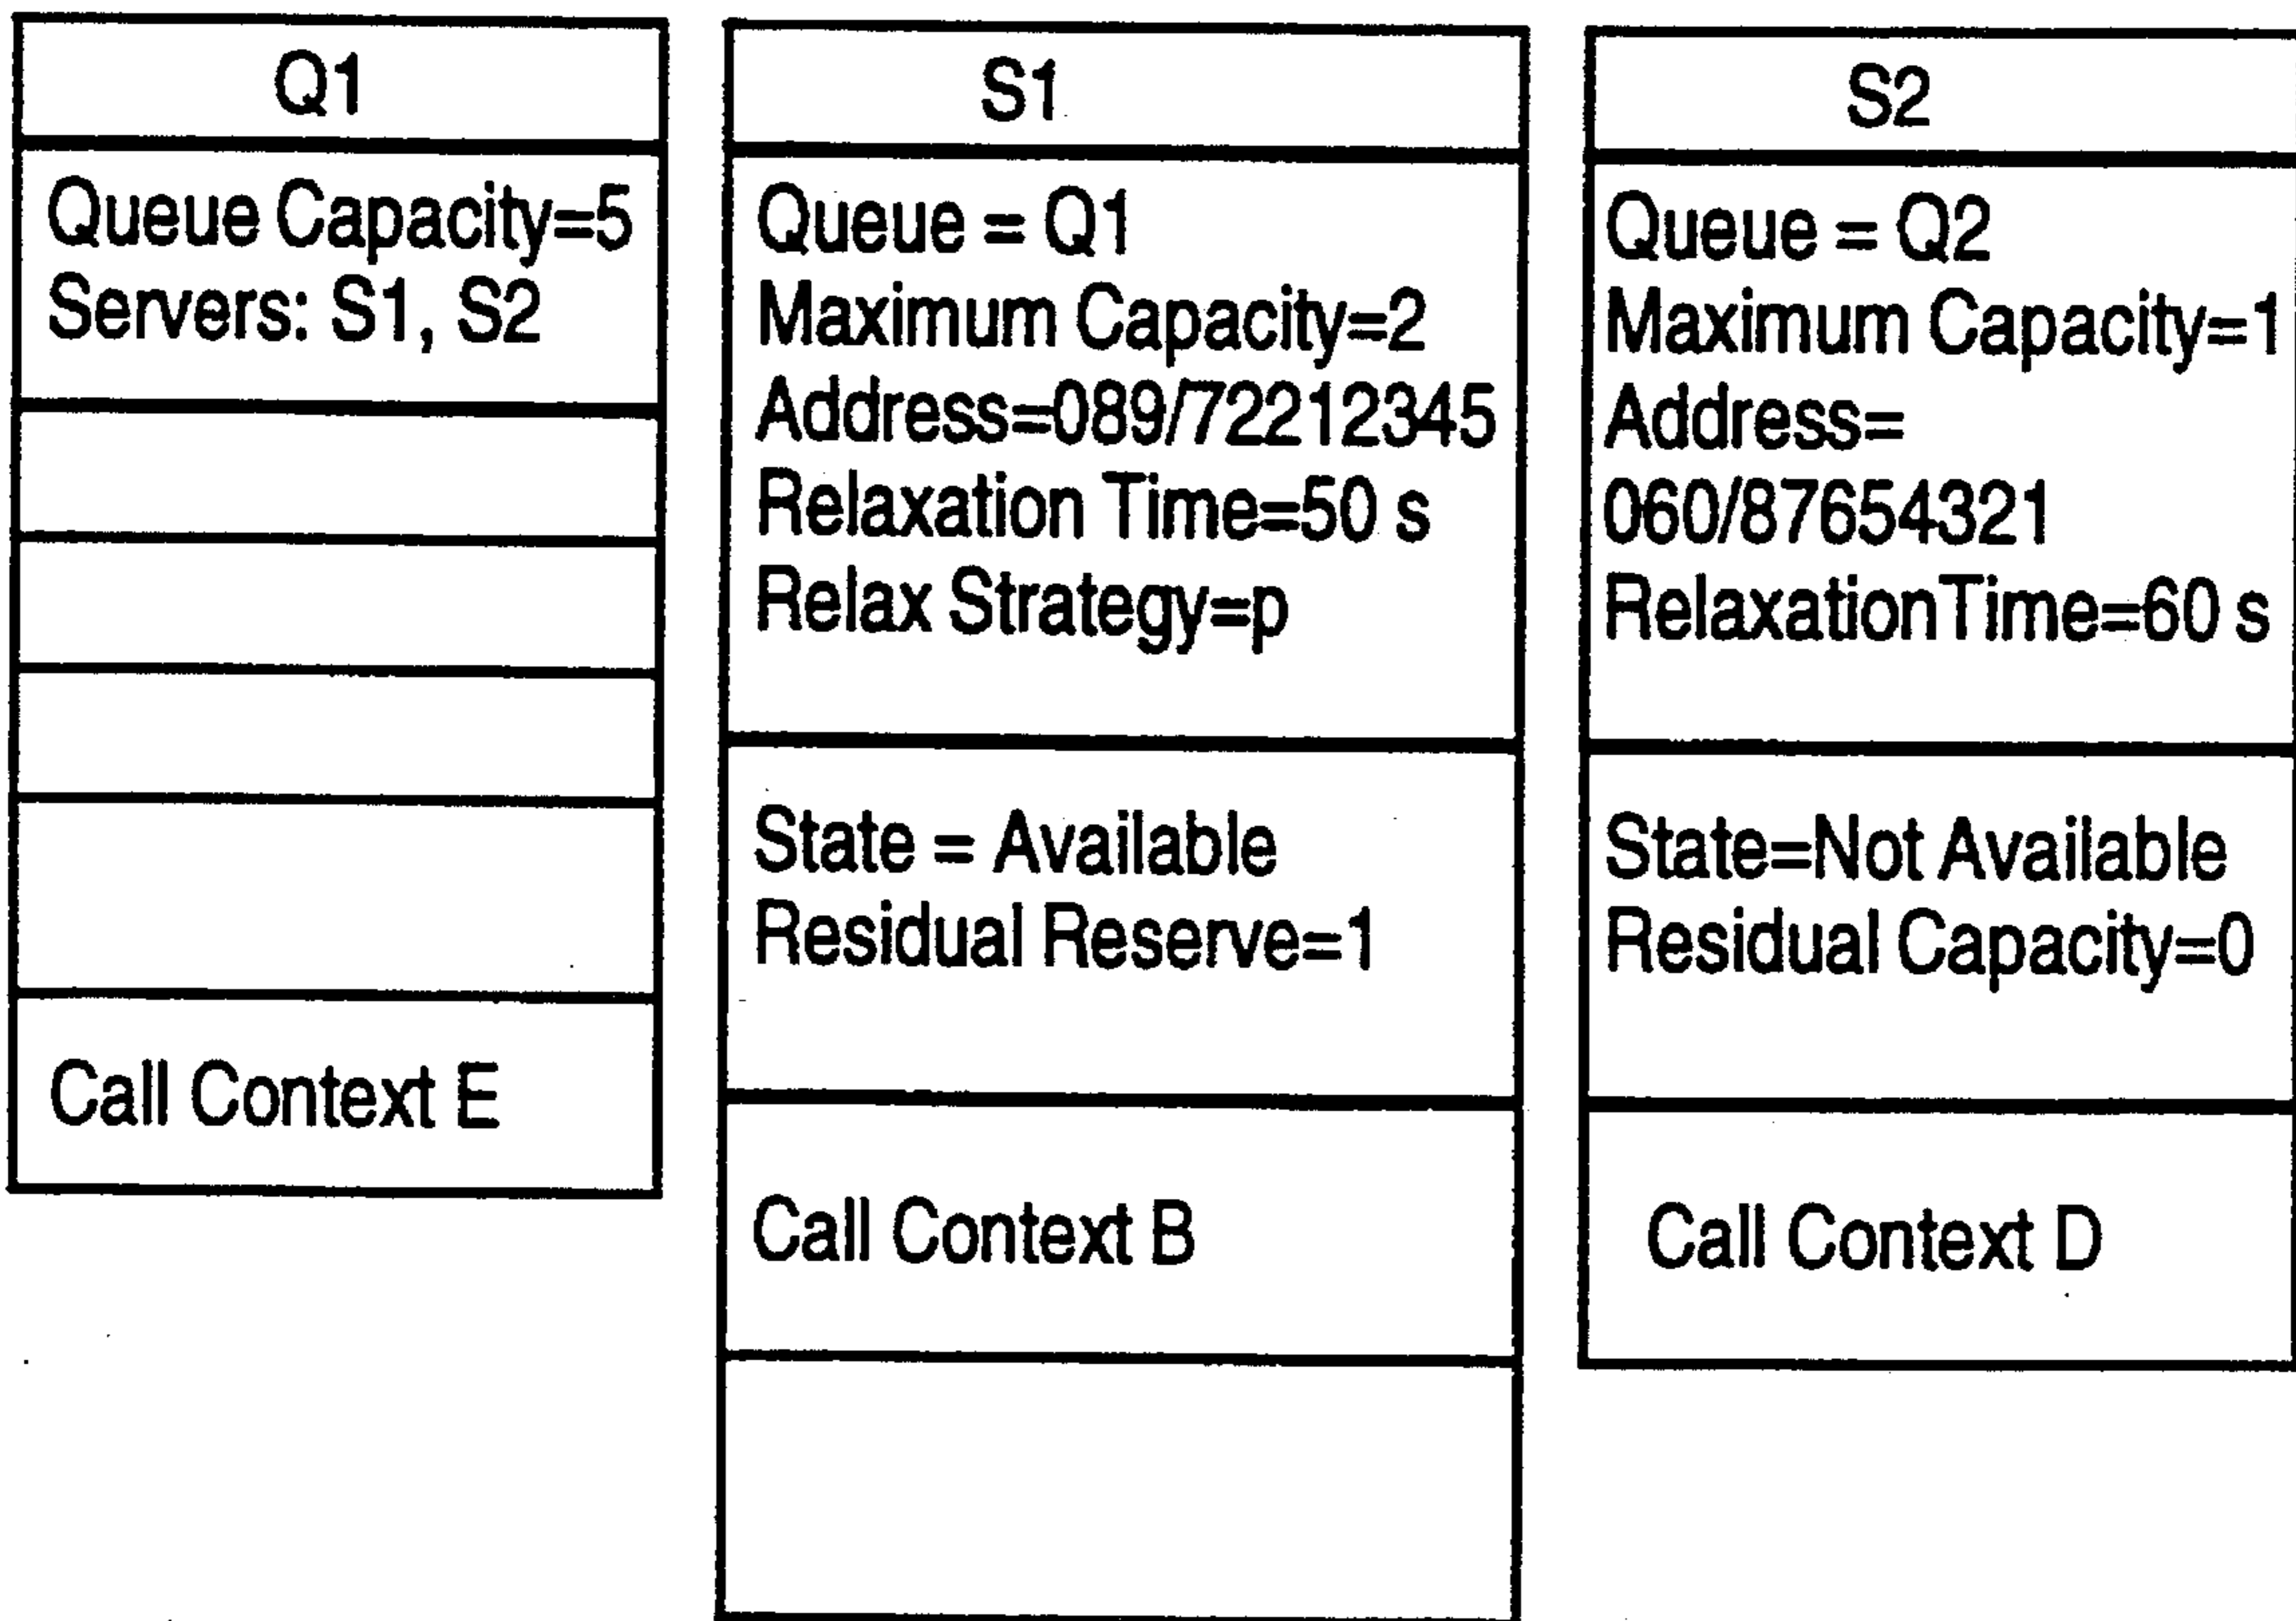 Q1
Queue Capacity=5
Servers: S1, S2
Call Context E
S1
Queue = Q1
Maximum Capacity=2
Address=089/72212345
Relaxation Time=50 s
Relax Strategy=p
State = Available
Residual Reserve=1
Call Context B
S2
Queue = Q2
Maximum Capacity=1
Address=
060/87654321
RelaxationTime=60 s
State=Not Available
Residual Capacity=0
Call Context D